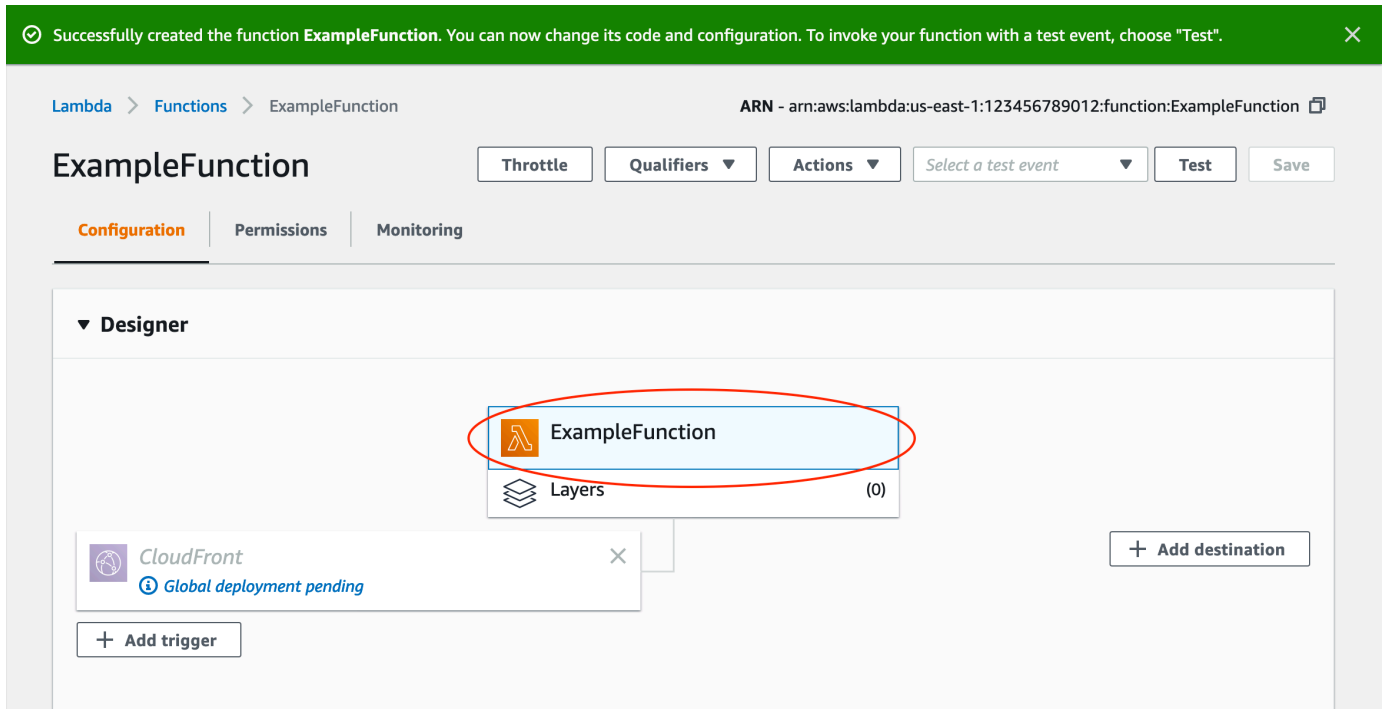 Successfully created the function ExampleFunction. You can now change its code and configuration. To invoke your function with a test event, choose "Test".
Lambda Functions ExampleFunction
ARN - arn:aws:lambda:us-east-1:123456789012:function:ExampleFunction
ExampleFunction
Throttle Qualifiers Actions Select a test event Test Save
Configuration Permissions Monitoring
Designer
ExampleFunction
Layers (0)
CloudFront
Global deployment pending
Add destination
Add trigger